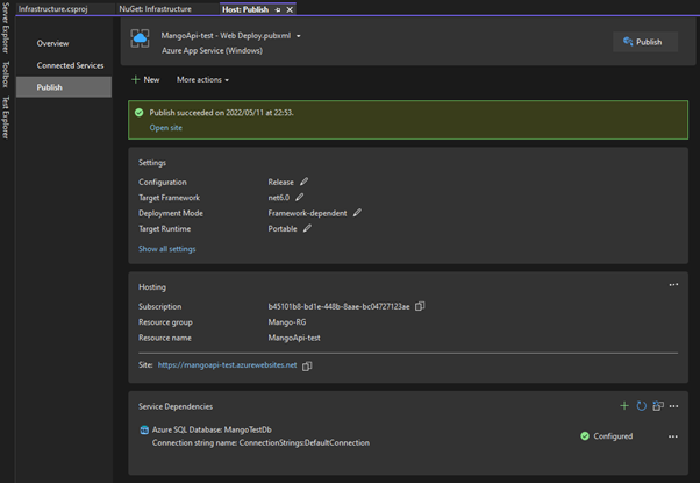 Infrastructure.csproj
NuGet: Infrastructure
Host: Publish
Server Explorer
Toolbox
Test Explorer
Overview
Connected Services
Publish
MangoApi-test - Web Deploy.pubxml
Azure App Service (Windows)
Publish
New
More actions
Publish succeeded on 2022/05/11 at 22:53.
Open site
Settings
Configuration Release
Target Framework net6.0
Deployment Mode Framework-dependent
Target Runtime Portable
Show all settings
Hosting
Subscription b45101b8-bd1e-448b-8aae-bc04727123ae
Resource group Mango-RG
Resource name MangoApi-test
Site: https://mangoapi-test.azurewebsites.net
Service Dependencies
Azure SQL Database: MangoTestDb
Connection string name: ConnectionStrings:DefaultConnection
Configured